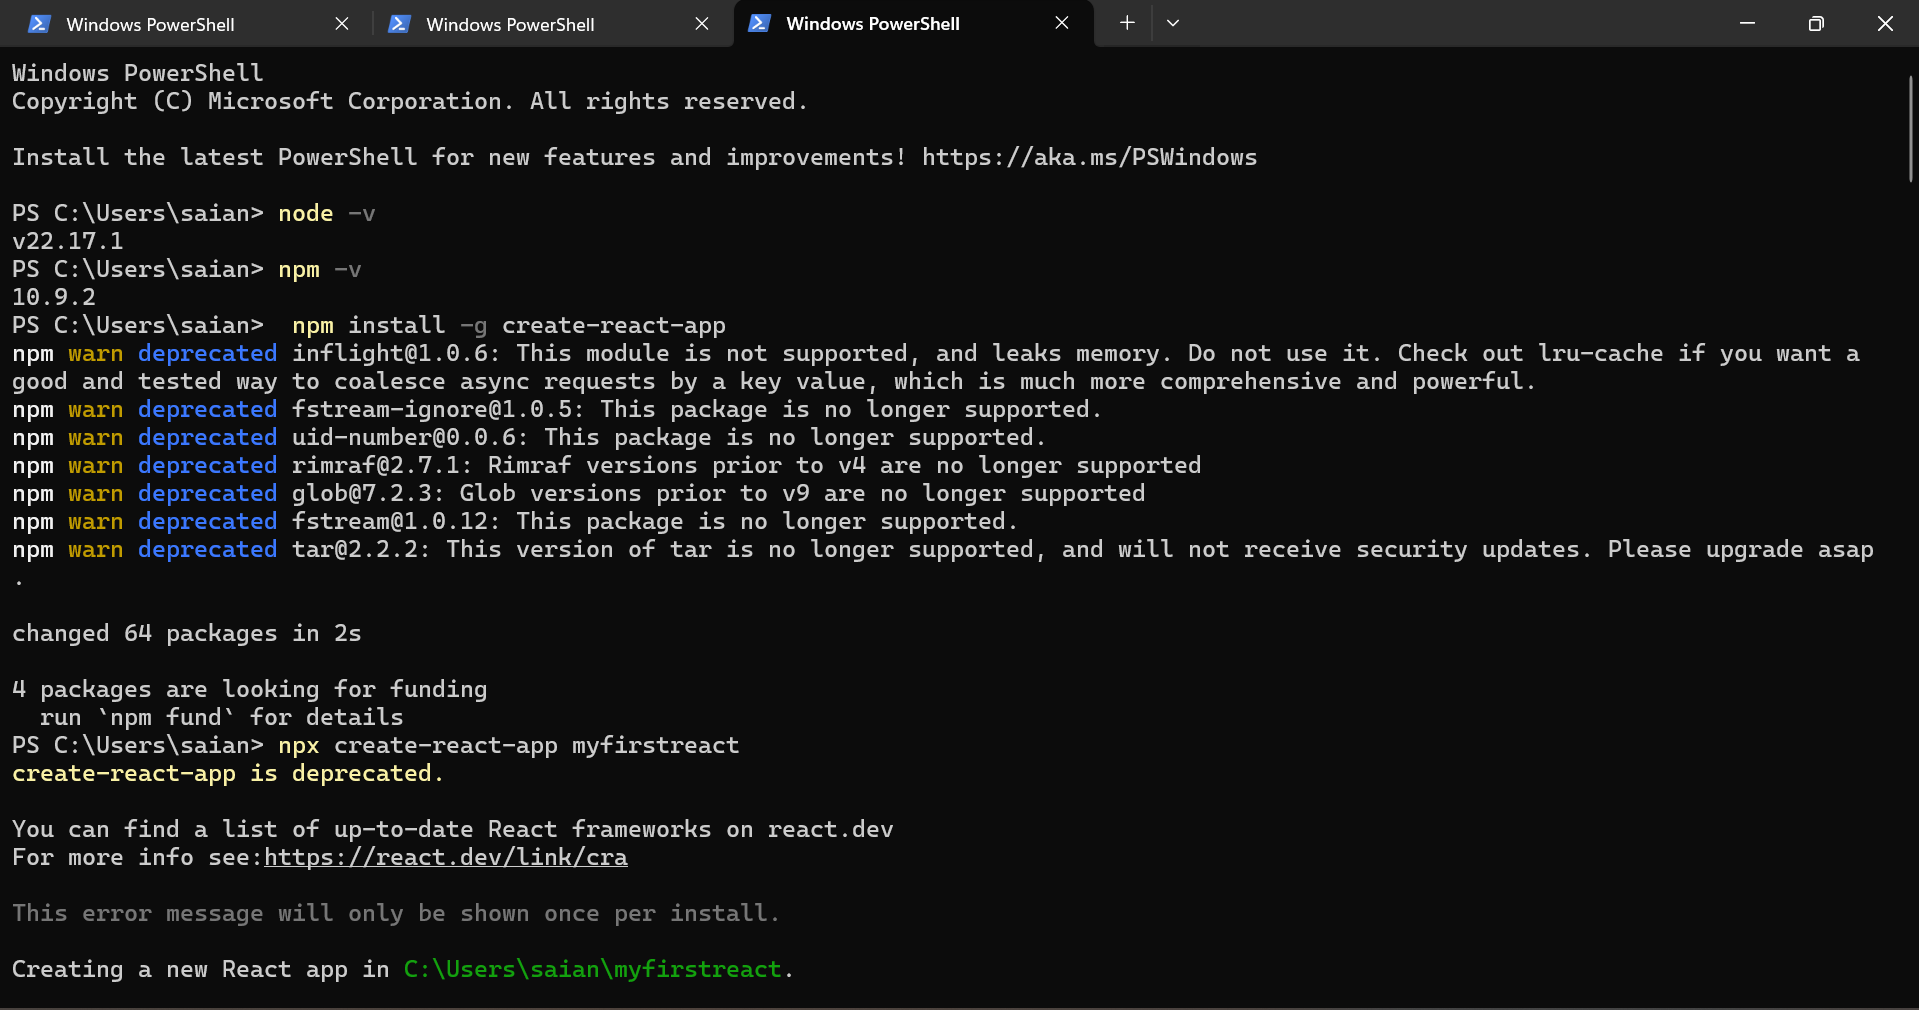 Windows PowerShell
Windows PowerShell
Windows PowerShell
Windows PowerShell
Copyright (C) Microsoft Corporation. All rights reserved.
Install the latest PowerShell for new features and improvements! https://aka.ms/PSWindows
PS C:\Users\saian> node -v
v22.17.1
PS C:\Users\saian> npm -v
10.9.2
PS C:\Users\saian>  npm install -g create-react-app
npm warn deprecated inflight@1.0.6: This module is not supported, and leaks memory. Do not use it. Check out lru-cache if you want a
good and tested way to coalesce async requests by a key value, which is much more comprehensive and powerful.
npm warn deprecated fstream-ignore@1.0.5: This package is no longer supported.
npm warn deprecated uid-number@0.0.6: This package is no longer supported.
npm warn deprecated rimraf@2.7.1: Rimraf versions prior to v4 are no longer supported
npm warn deprecated glob@7.2.3: Glob versions prior to v9 are no longer supported
npm warn deprecated fstream@1.0.12: This package is no longer supported.
npm warn deprecated tar@2.2.2: This version of tar is no longer supported, and will not receive security updates. Please upgrade asap
.
changed 64 packages in 2s
4 packages are looking for funding
  run `npm fund` for details
PS C:\Users\saian> npx create-react-app myfirstreact
create-react-app is deprecated.
You can find a list of up-to-date React frameworks on react.dev
For more info see:https://react.dev/link/cra
This error message will only be shown once per install.
Creating a new React app in C:\Users\saian\myfirstreact.